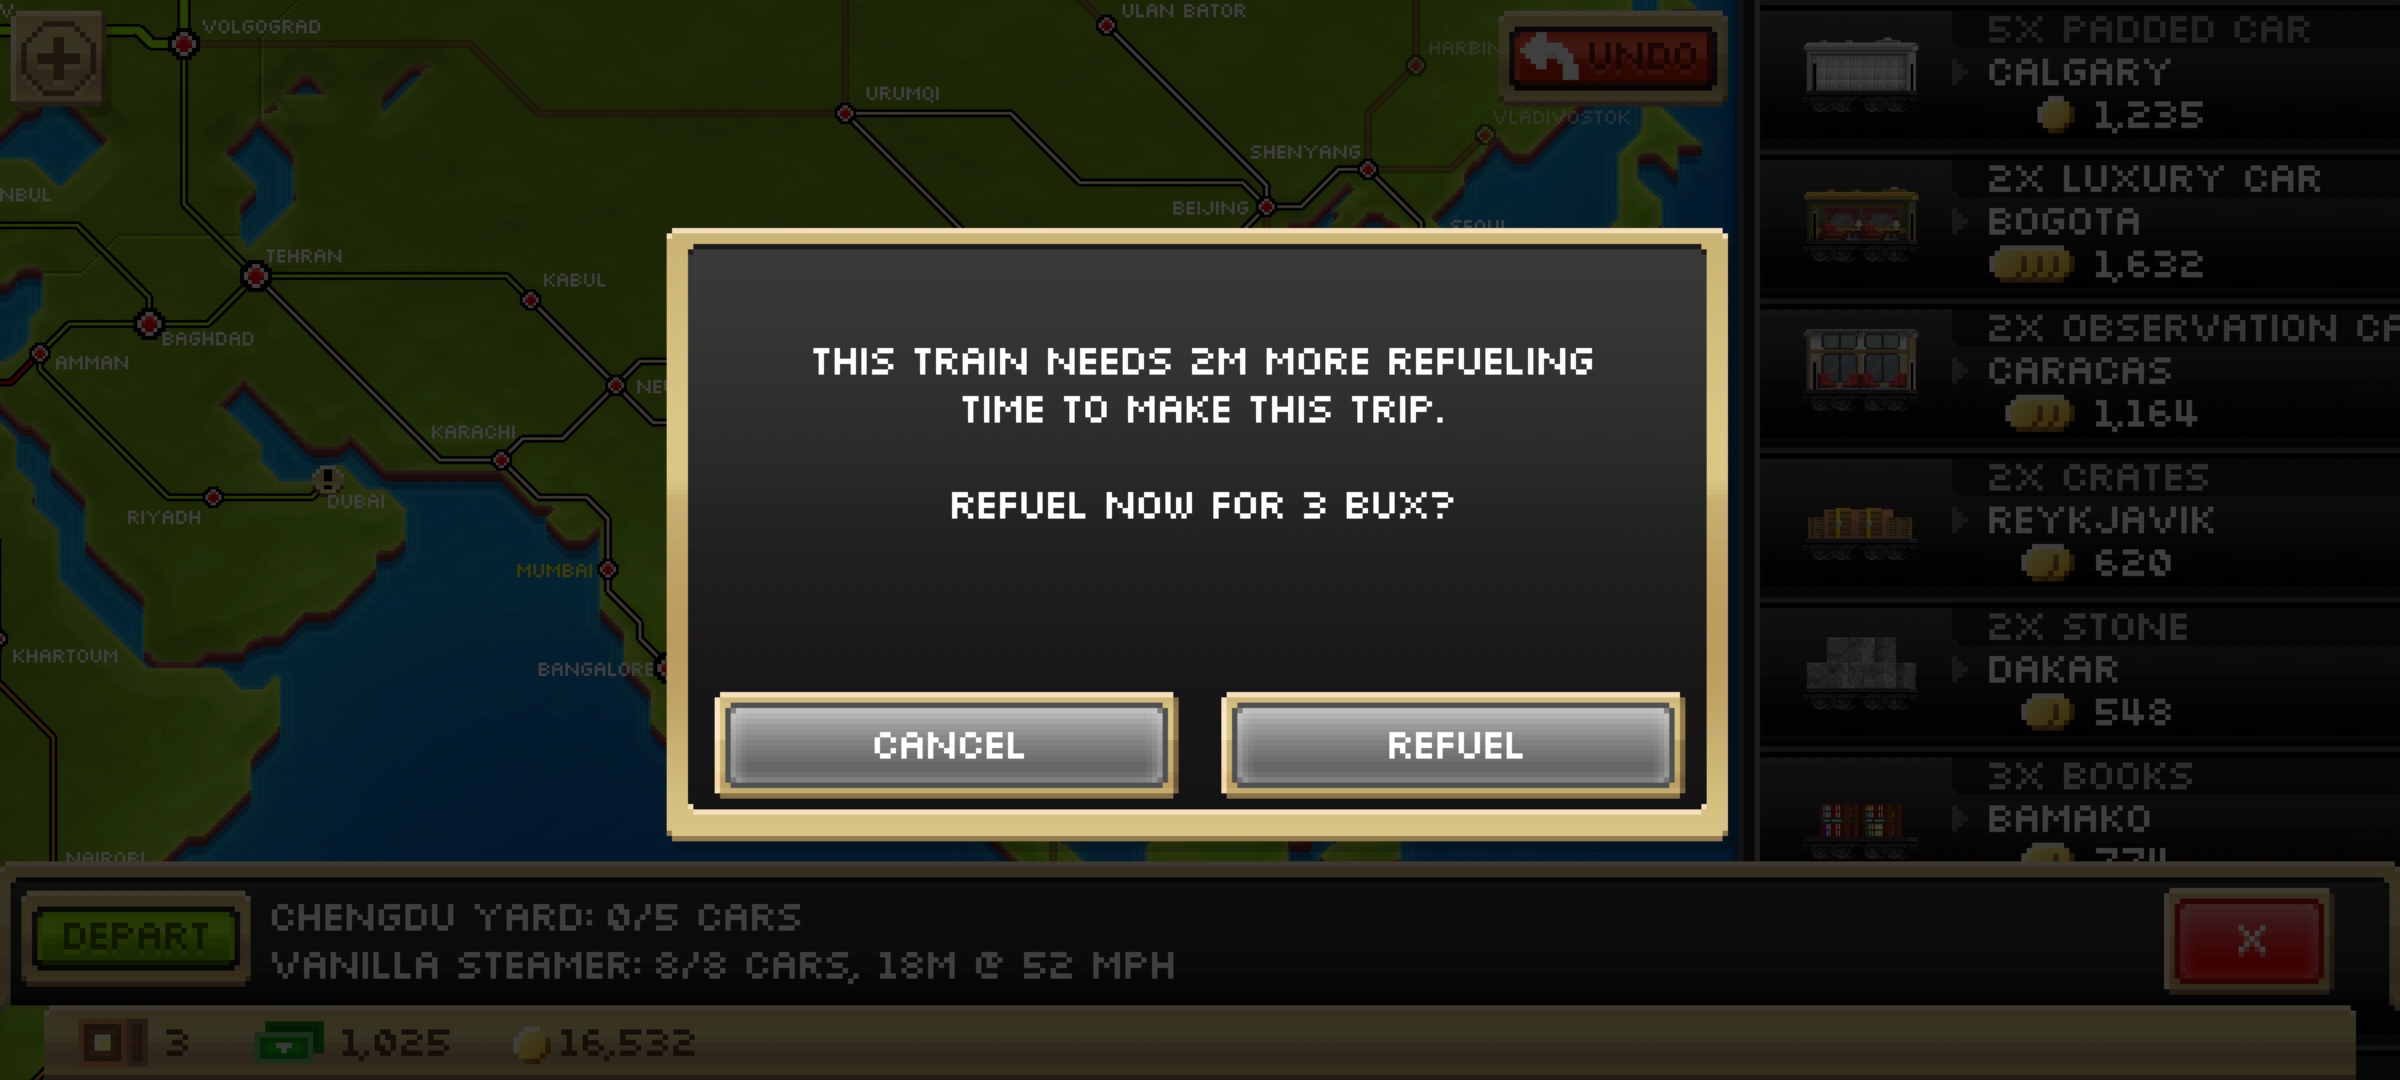 VOLGOGRAD
ULAN BATOR
HARBIN
UNDO
URUMQI
VLADIVOSTOK
SHENYANG
BEIJING
SEOUL
NBUL
TEHRAN
KABUL
BAGHDAD
AMMAN
KARACHI
DUBAI
RIYADH
MUMBAI
BANGALORE
KHARTOUM
NAIROBI
THIS TRAIN NEEDS 2M MORE REFUELING
TIME TO MAKE THIS TRIP.
REFUEL NOW FOR 3 BUX?
CANCEL
REFUEL
5X PADDED CAR
CALGARY
1,235
2X LUXURY CAR
BOGOTA
1,632
2X OBSERVATION CA
CARACAS
1,164
2X CRATES
REYKJAVIK
620
2X STONE
DAKAR
548
3X BOOKS
BAMAKO
DEPART
CHENGDU YARD: 0/5 CARS
VANILLA STEAMER: 8/8 CARS, 18M @ 52 MPH
X
3
1,025
16,532